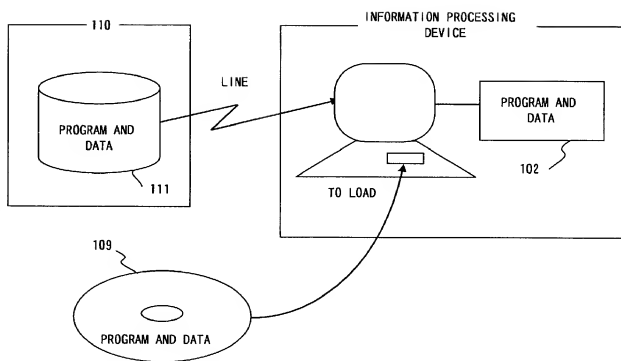 110
INFORMATION PROCESSING
DEVICE
LINE
PROGRAM AND
DATA
111
PROGRAM AND
DATA
102
TO LOAD
109
PROGRAM AND DATA